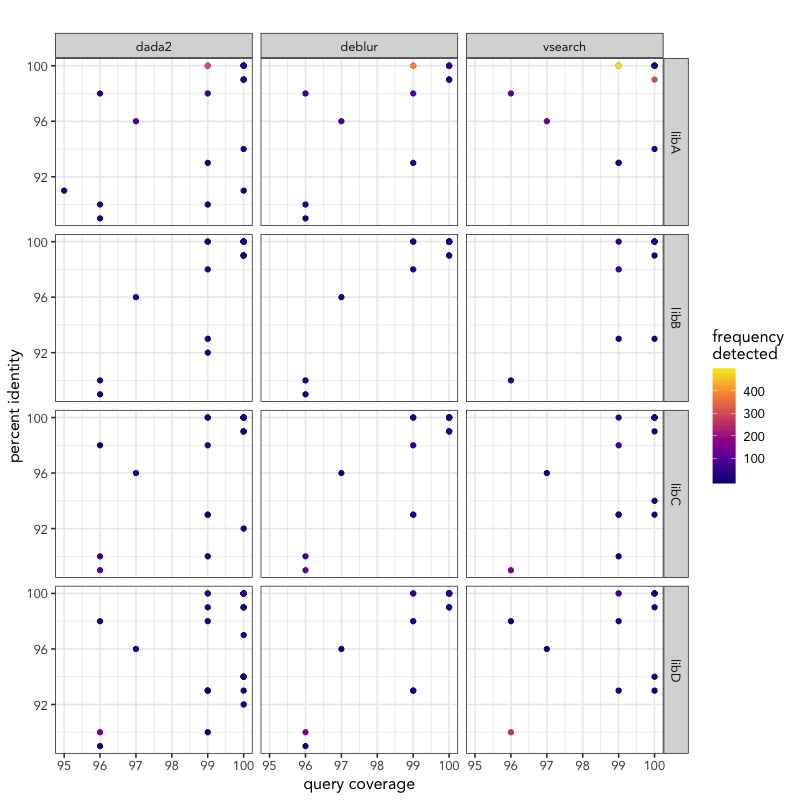 dada2 deblur vsearch
100
96
92
libA
100
96
92
libB
100
96
92
libC
100
96
92
libD
percent identity
95 96 97 98 99 100 95 96 97 98 99 100 95 96 97 98 99 100
query coverage
frequency
detected
400
300
200
100